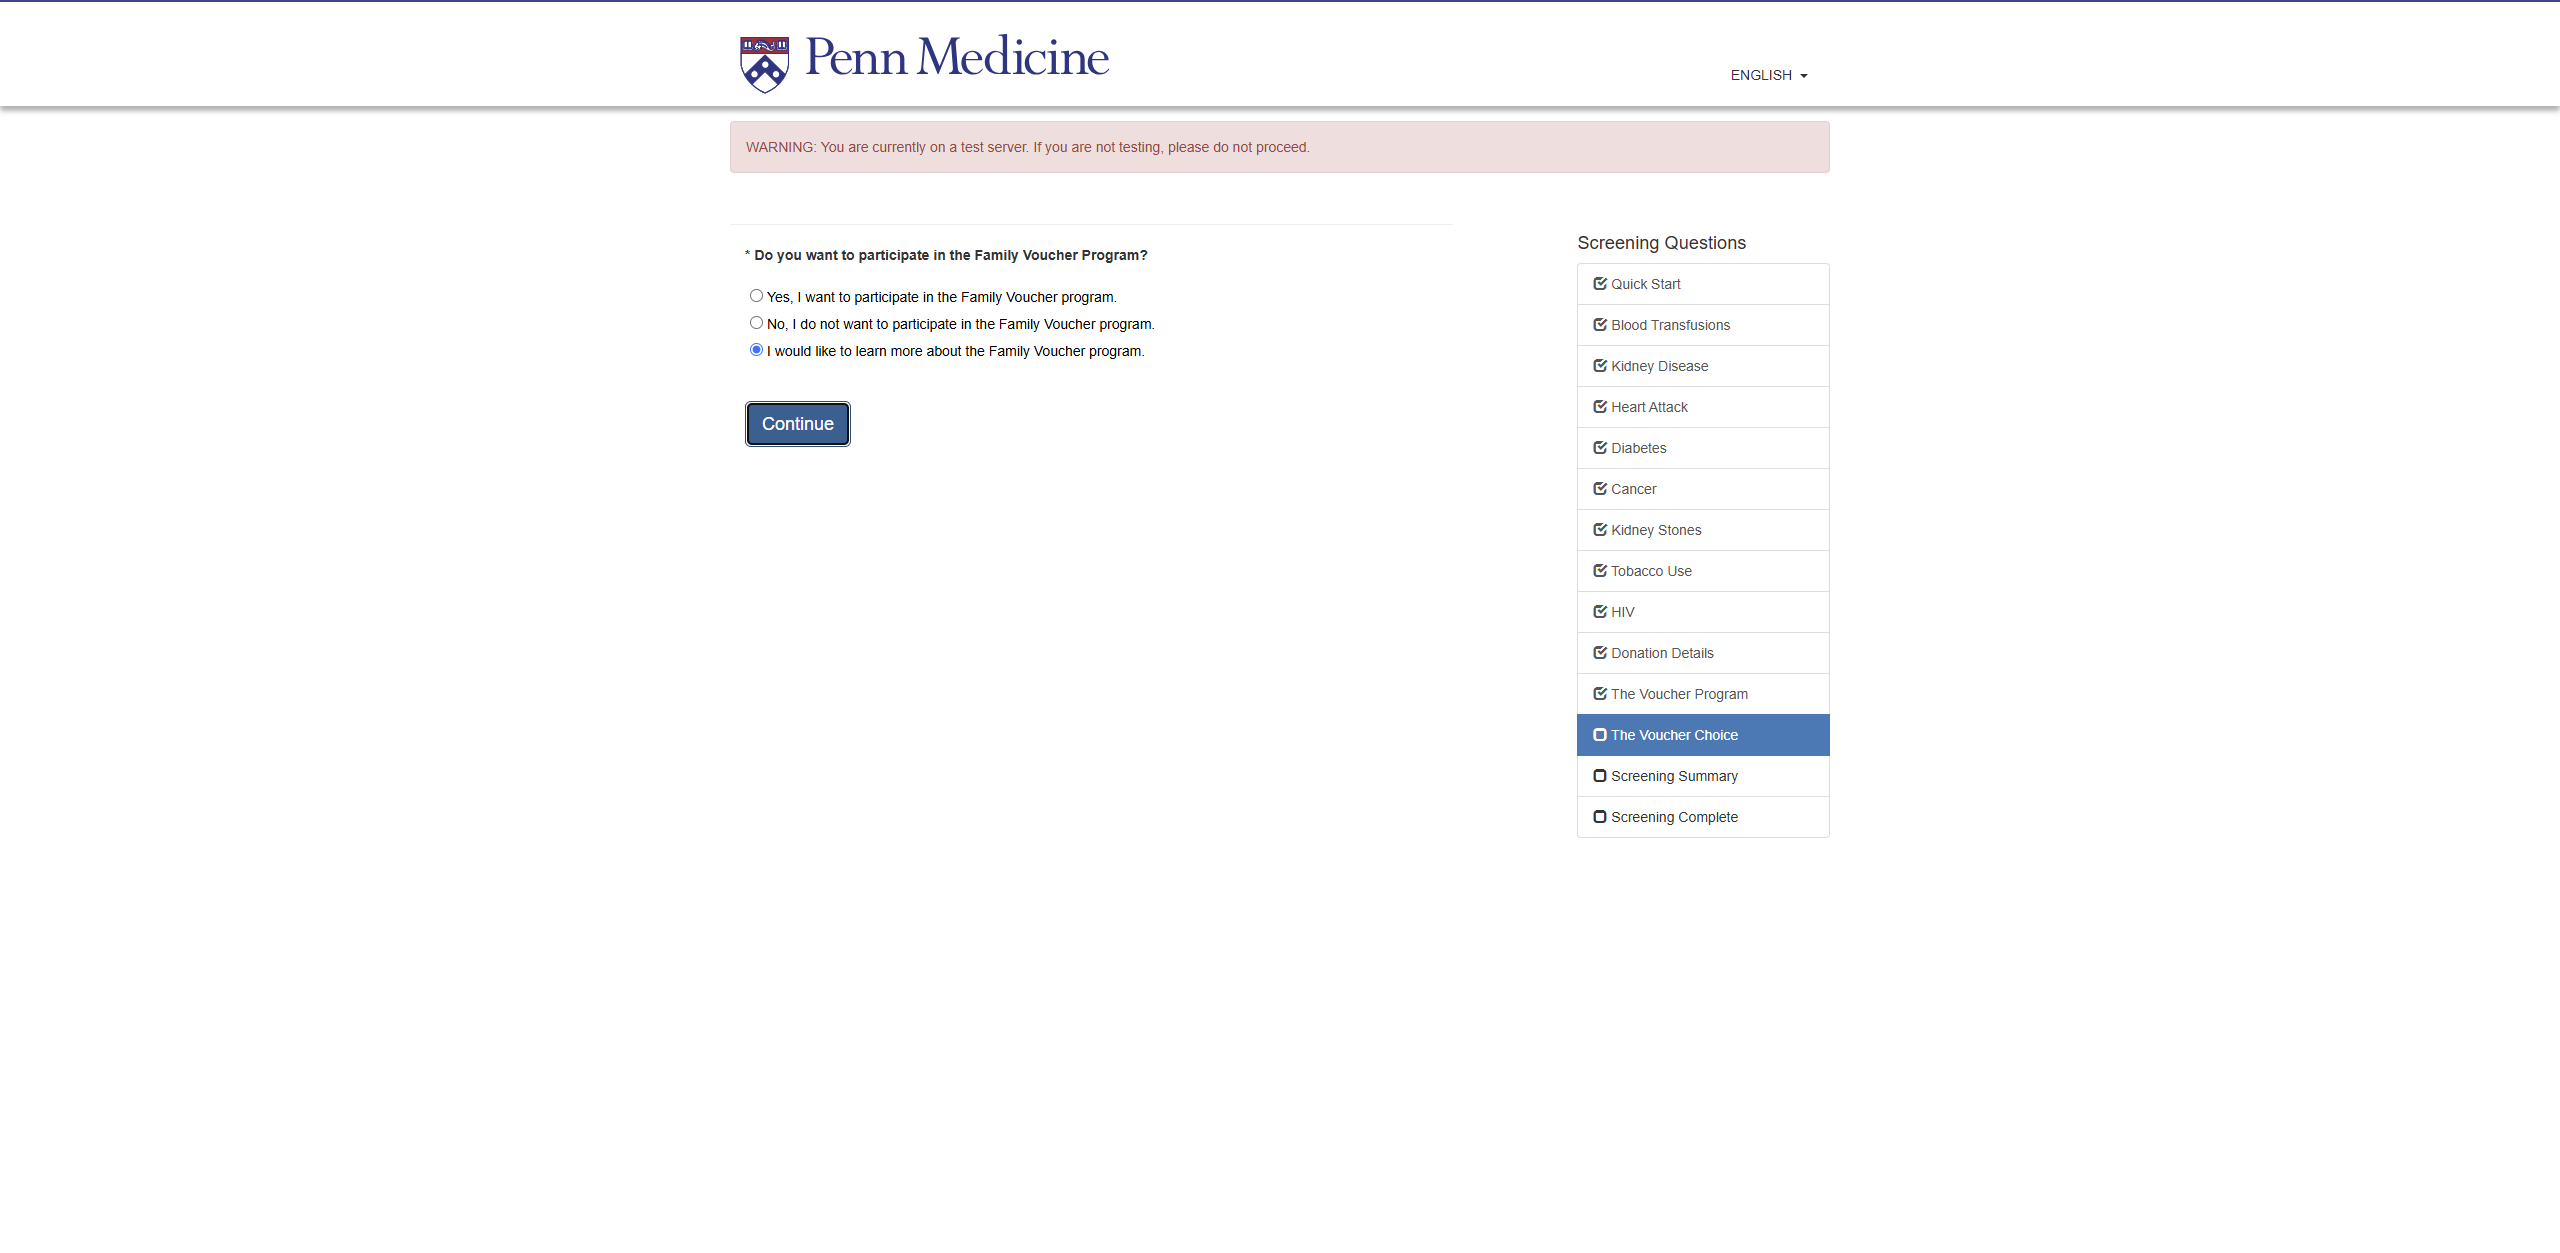 Penn Medicine
ENGLISH
WARNING: You are currently on a test server. If you are not testing, please do not proceed.
* Do you want to participate in the Family Voucher Program?
Yes, I want to participate in the Family Voucher program.
No, I do not want to participate in the Family Voucher program.
I would like to learn more about the Family Voucher program.
Continue
Screening Questions
Quick Start
Blood Transfusions
Kidney Disease
Heart Attack
Diabetes
Cancer
Kidney Stones
Tobacco Use
HIV
Donation Details
The Voucher Program
The Voucher Choice
Screening Summary
Screening Complete